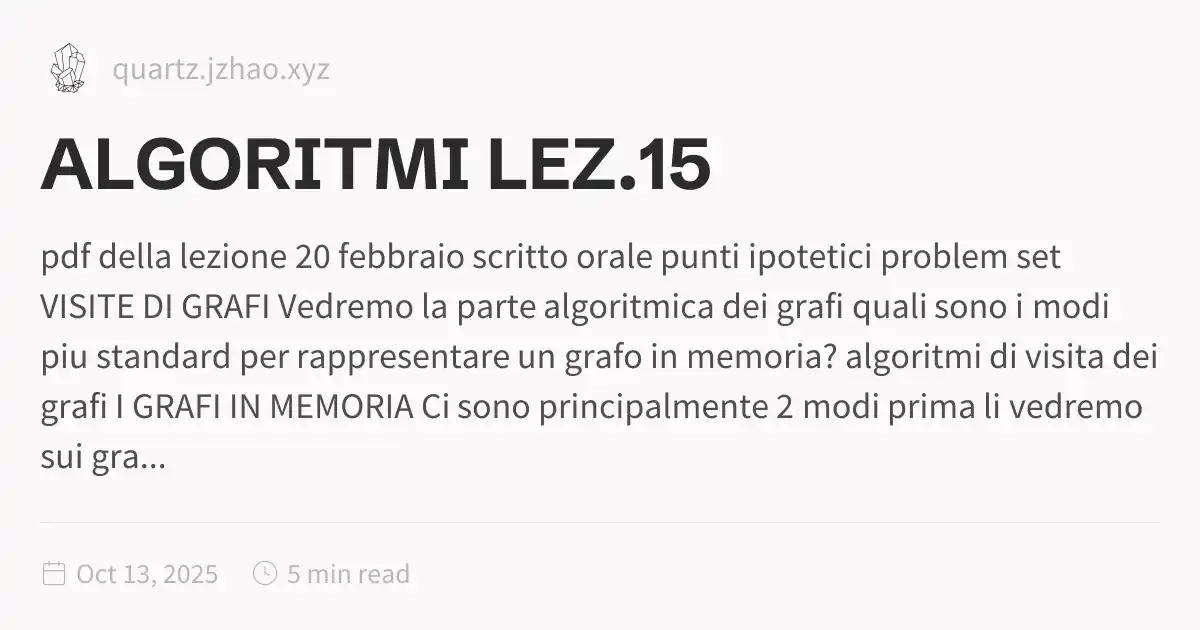 quartz.jzhao.xyz
ALGORITMI LEZ.15
pdf della lezione 20 febbraio scritto orale punti ipotetici problem set
VISITE DI GRAFI Vedremo la parte algoritmica dei grafi quali sono i modi
piu standard per rappresentare un grafo in memoria? algoritmi di visita dei
grafi I GRAFI IN MEMORIA Ci sono principalmente 2 modi prima li vedremo
sui gra...
Oct 13, 2025 5 min read